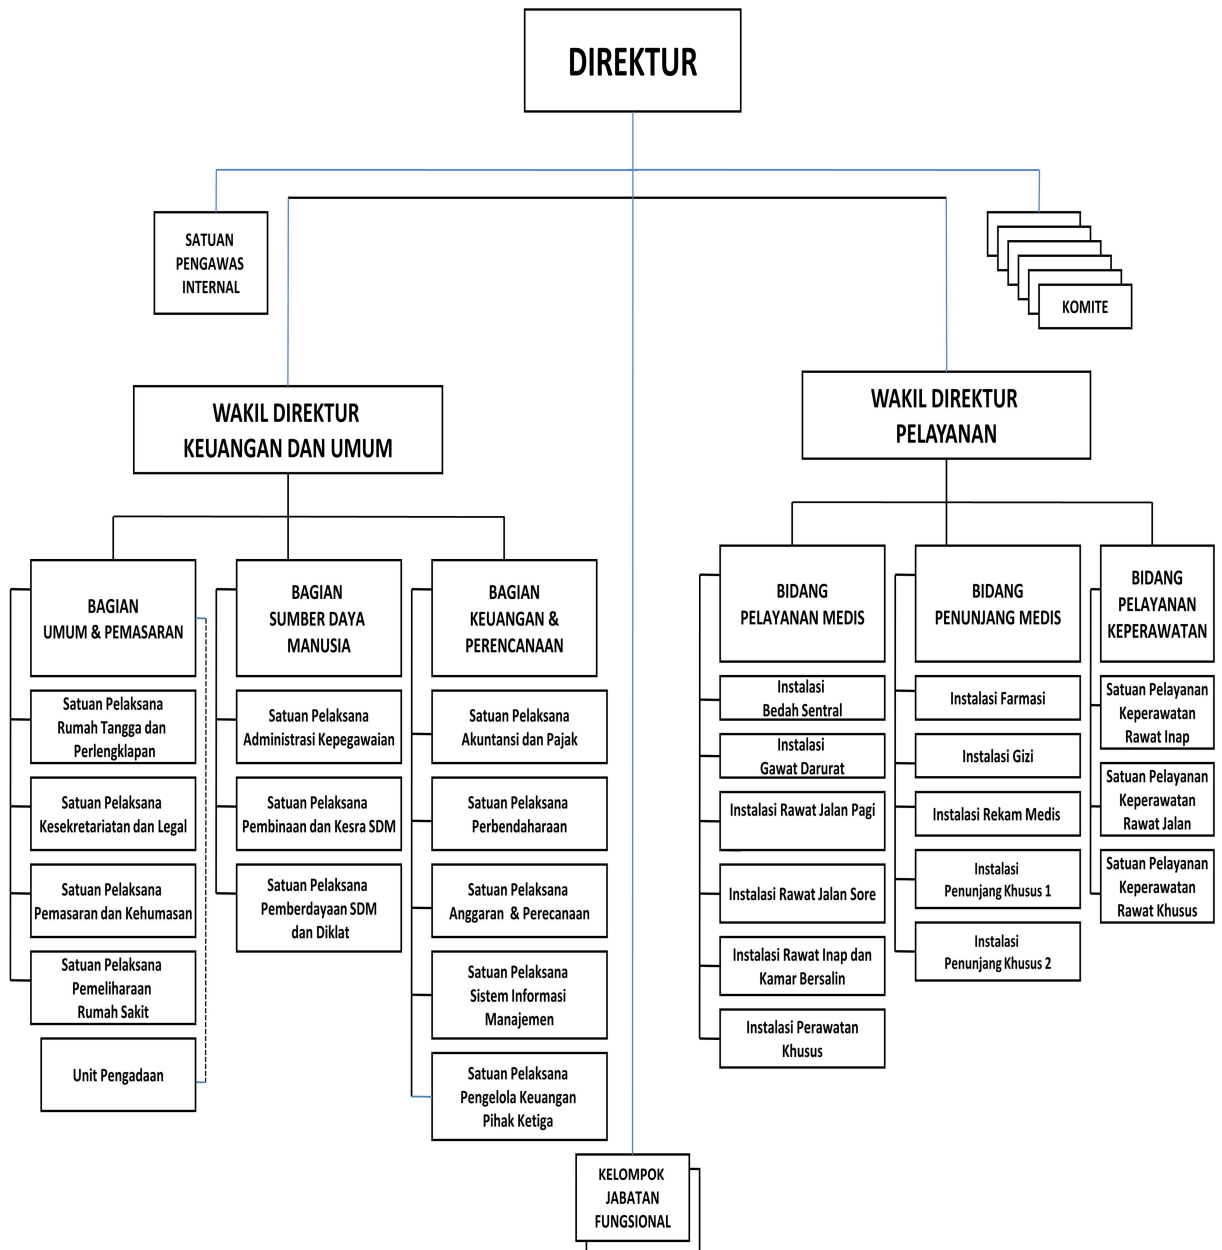 DIREKTUR
SATUAN
PENGAWAS
INTERNAL
KOMITE
WAKIL DIREKTUR
KEUANGAN DAN UMUM
WAKIL DIREKTUR
PELAYANAN
BAGIAN
UMUM & PEMASARAN
Satuan Pelaksana
Rumah Tangga dan
Perlengklapan
Satuan Pelaksana
Kesekretariatan dan Legal
Satuan Pelaksana
Pemasaran dan Kehumasan
Satuan Pelaksana
Pemeliharaan
Rumah Sakit
Unit Pengadaan
BAGIAN
SUMBER DAYA
MANUSIA
Satuan Pelaksana
Administrasi Kepegawaian
Satuan Pelaksana
Pembinaan dan Kesra SDM
Satuan Pelaksana
Pemberdayaan SDM
dan Diklat
BAGIAN
KEUANGAN &
PERENCANAAN
Satuan Pelaksana
Akuntansi dan Pajak
Satuan Pelaksana
Perbendaharaan
Satuan Pelaksana
Anggaran & Perecanaan
Satuan Pelaksana
Sistem Informasi
Manajemen
Satuan Pelaksana
Pengelola Keuangan
Pihak Ketiga
BIDANG
PELAYANAN MEDIS
Instalasi
Bedah Sentral
Instalasi
Gawat Darurat
Instalasi Rawat Jalan Pagi
Instalasi Rawat Jalan Sore
Instalasi Rawat Inap dan
Kamar Bersalin
Instalasi Perawatan
Khusus
BIDANG
PENUNJANG MEDIS
Instalasi Farmasi
Instalasi Gizi
Instalasi Rekam Medis
Instalasi
Penunjang Khusus 1
Instalasi
Penunjang Khusus 2
BIDANG
PELAYANAN
KEPERAWATAN
Satuan Pelayanan
Keperawatan
Rawat Inap
Satuan Pelayanan
Keperawatan
Rawat Jalan
Satuan Pelayanan
Keperawatan
Rawat Khusus
KELOMPOK
JABATAN
FUNGSIONAL